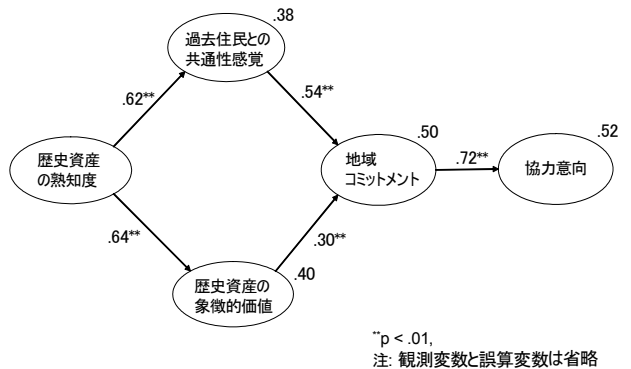 .38
過去住民との
共通性感覚
.62**
.54**
.50
.52
歴史資産
の熟知度
地域
コミットメント
.72**
協力意向
.64**
.30**
.40
歴史資産の
象徴的価値
**p < .01,
注: 観測変数と誤算変数は省略